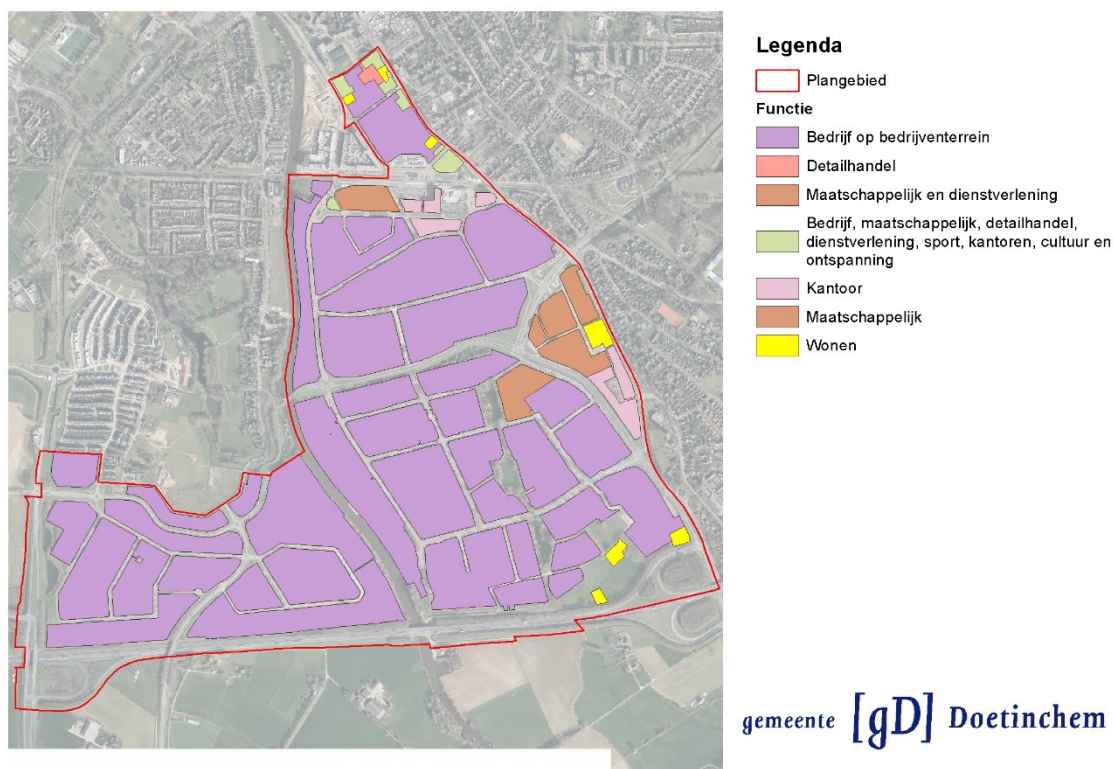 Legenda
Plangebied
Functie
Bedrijf op bedrijventerrein
Detailhandel
Maatschappelijk en dienstverlening
Bedrijf, maatschappelijk, detailhandel,
dienstverlening, sport, kantoren, cultuur en
ontspanning
Kantoor
Maatschappelijk
Wonen
gemeente [gD] Doetinchem